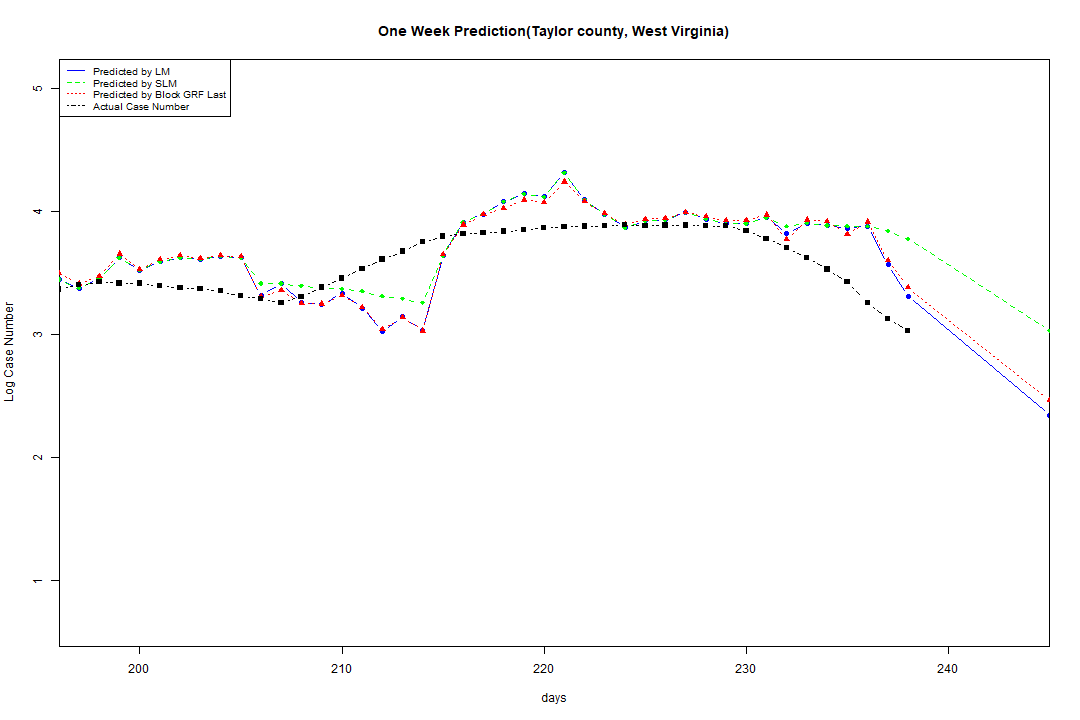 One Week Prediction(Taylor county, West Virginia)
Predicted by LM
Predicted by SLM
Predicted by Block GRF Last
Actual Case Number
5
4
3
2
1
Log Case Number
200 210 220 230 240
days